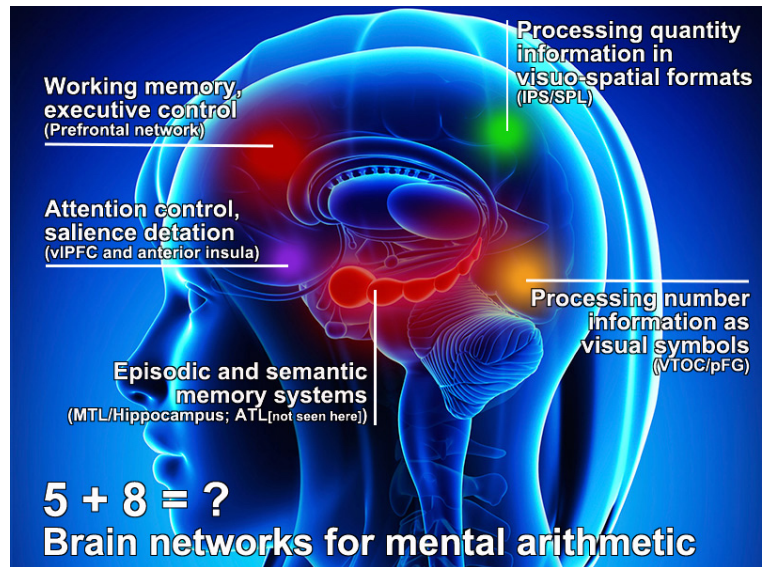 Processing quantity
information in
visuo-spatial formats
(IPS/SPL)
Working memory,
executive control
(Prefrontal network)
Attention control,
salience detation
(vlPFC and anterior insula)
Processing number
information as
visual symbols
(VTOC/pFG)
Episodic and semantic
memory systems
(MTL/Hippocampus; ATL[not seen here])
5 + 8 = ?
Brain networks for mental arithmetic